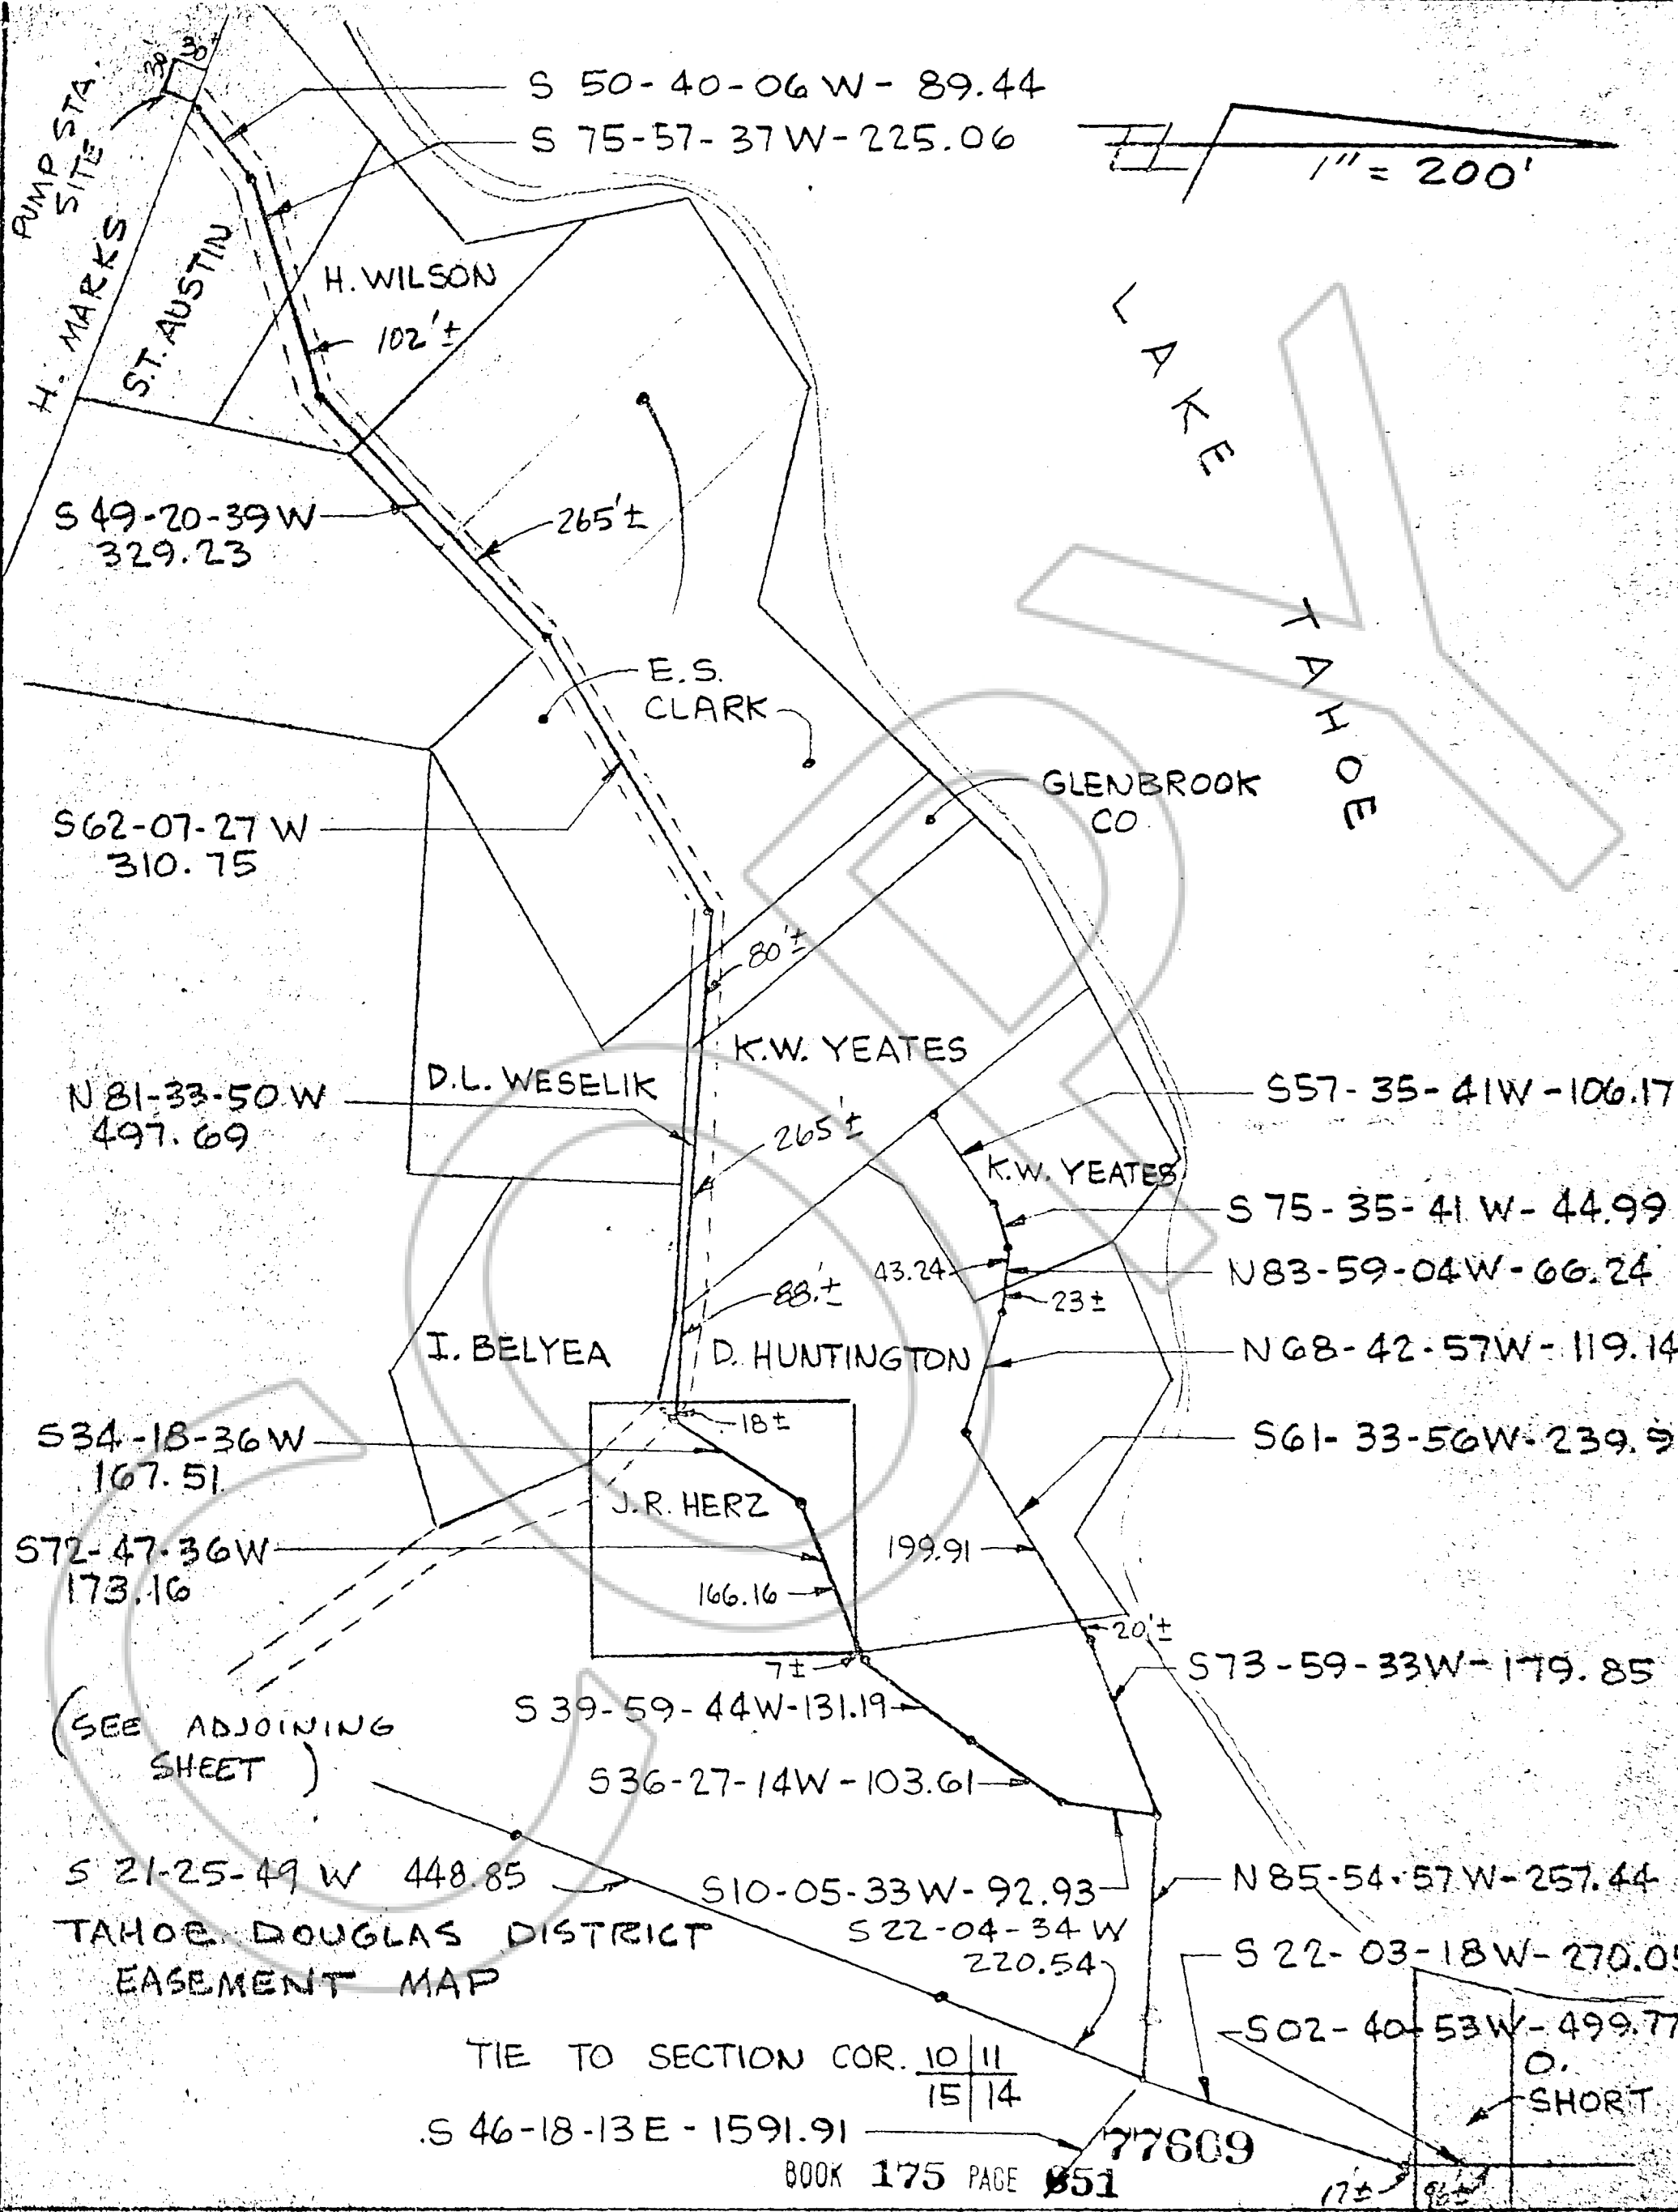 30' 30'±
S 50-40-06 W - 89.44
S 75-57-37 W - 225.06
1" = 200'
PUMP STA.
SITE
H. MARKS
S.T. AUSTIN
H. WILSON
102'±
LAKE TAHOE
S 49-20-39 W
329.23
265'±
E.S.
CLARK
GLENBROOK
CO.
S 62-07-27 W
310.75
80'±
K.W. YEATES
D.L. WESELIK
N 81-33-50 W
497.69
S57-35-41W-106.17
265'±
K.W. YEATES
S 75-35-41 W- 44.99
43.24
N83-59-04W-66.24
88'±
23±
I. BELYEA
D. HUNTINGTON
N68-42-57W-119.14
18±
S34-18-36W
167.51
S61-33-56W-239.9
J.R. HERZ
S72-47-36W
173.16
199.91
166.16
20'±
7±
S73-59-33W-179.85
S 39-59-44W-131.19
(SEE ADJOINING
SHEET)
S36-27-14W-103.61
S 21-25-49 W 448.85
S10-05-33W-92.93
N85-54-57W-257.44
TAHOE DOUGLAS DISTRICT
EASEMENT MAP
S 22-04-34 W
220.54
S 22-03-18W-270.05
S02-40-53W-499.77
O.
SHORT
TIE TO SECTION COR. 10 11
15 14
S 46-18-13 E - 1591.91
77609
BOOK 175 PAGE 851
17'± 96'±
COPY